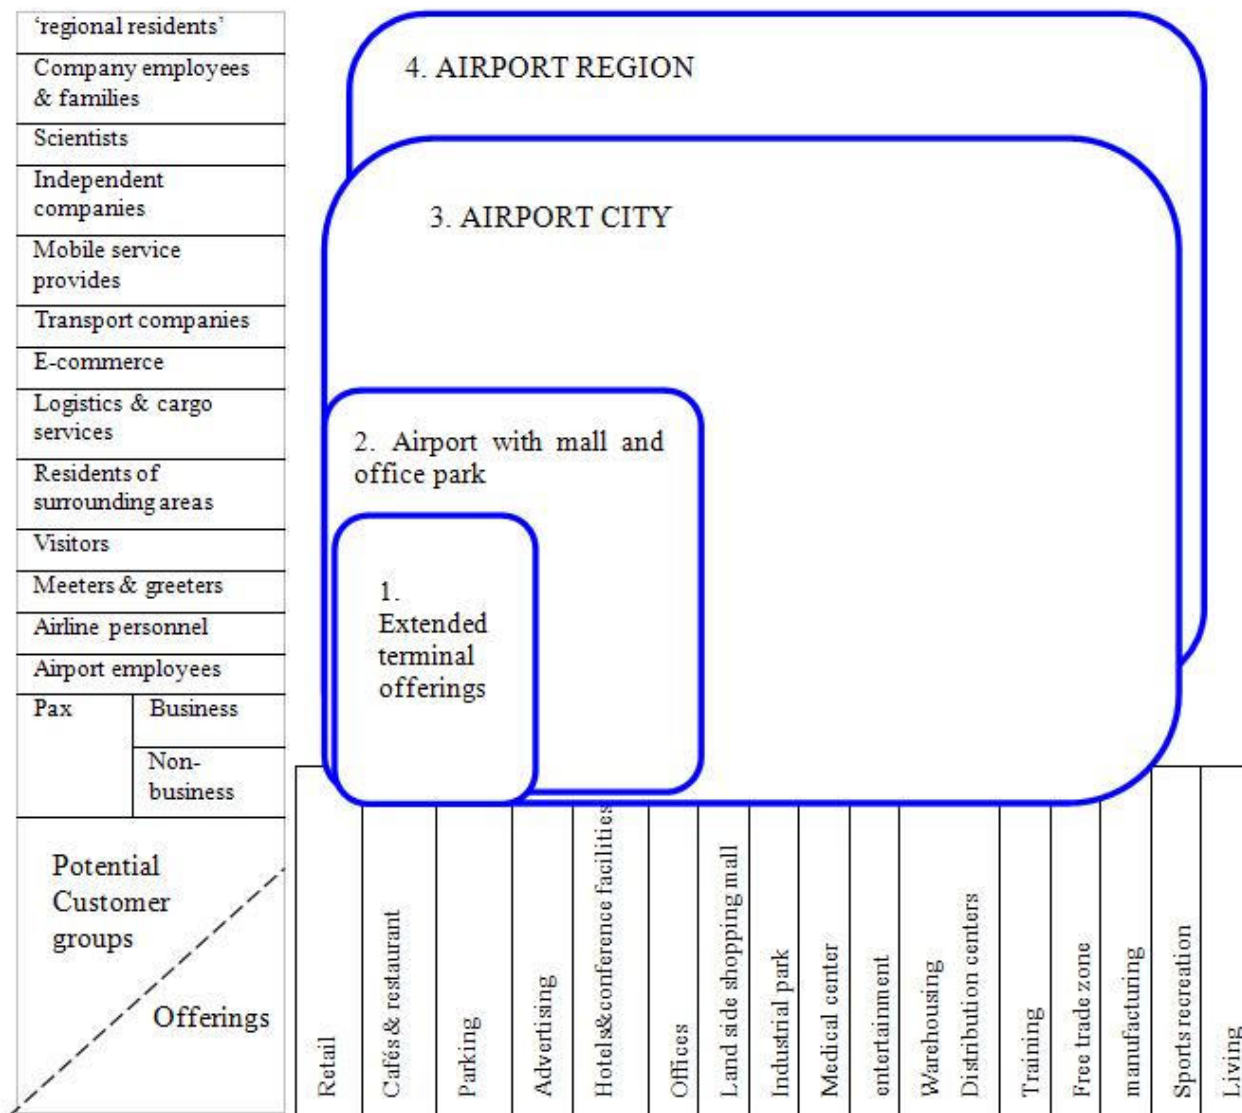 ‘regional residents’
Company employees
& families
Scientists
Independent
companies
Mobile service
provides
Transport companies
E-commerce
Logistics & cargo
services
Residents of
surrounding areas
Visitors
Meeters & greeters
Airline personnel
Airport employees
Pax
Business
Non-
business
Potential
Customer
groups
Offerings
4. AIRPORT REGION
3. AIRPORT CITY
2. Airport with mall and
office park
1.
Extended
terminal
offerings
Retail
Cafés & restaurant
Parking
Advertising
Hotels&conference facilities
Offices
Land side shopping mall
Industrial park
Medical center
entertainment
Warehousing
Distribution centers
Training
Free trade zone
manufacturing
Sports recreation
Living